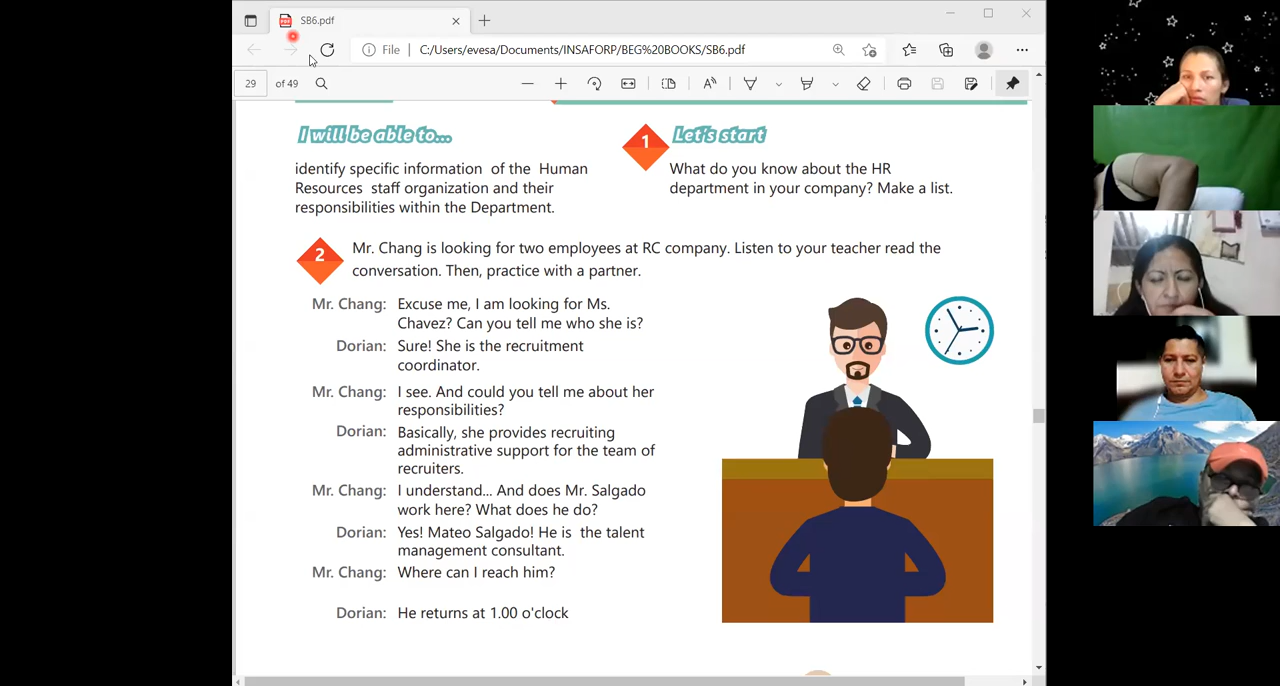 SB6.pdf
File
C:/Users/evesa/Documents/INSAFORP/BEG%20BOOKS/SB6.pdf
29
of 49
I will be able to...
identify specific information of the Human
Resources staff organization and their
responsibilities within the Department.
1
Let's start
What do you know about the HR
department in your company? Make a list.
2
Mr. Chang is looking for two employees at RC company. Listen to your teacher read the
conversation. Then, practice with a partner.
Mr. Chang: Excuse me, I am looking for Ms.
Chavez? Can you tell me who she is?
Dorian: Sure! She is the recruitment
coordinator.
Mr. Chang: I see. And could you tell me about her
responsibilities?
Dorian: Basically, she provides recruiting
administrative support for the team of
recruiters.
Mr. Chang: I understand... And does Mr. Salgado
work here? What does he do?
Dorian: Yes! Mateo Salgado! He is the talent
management consultant.
Mr. Chang: Where can I reach him?
Dorian: He returns at 1.00 o'clock